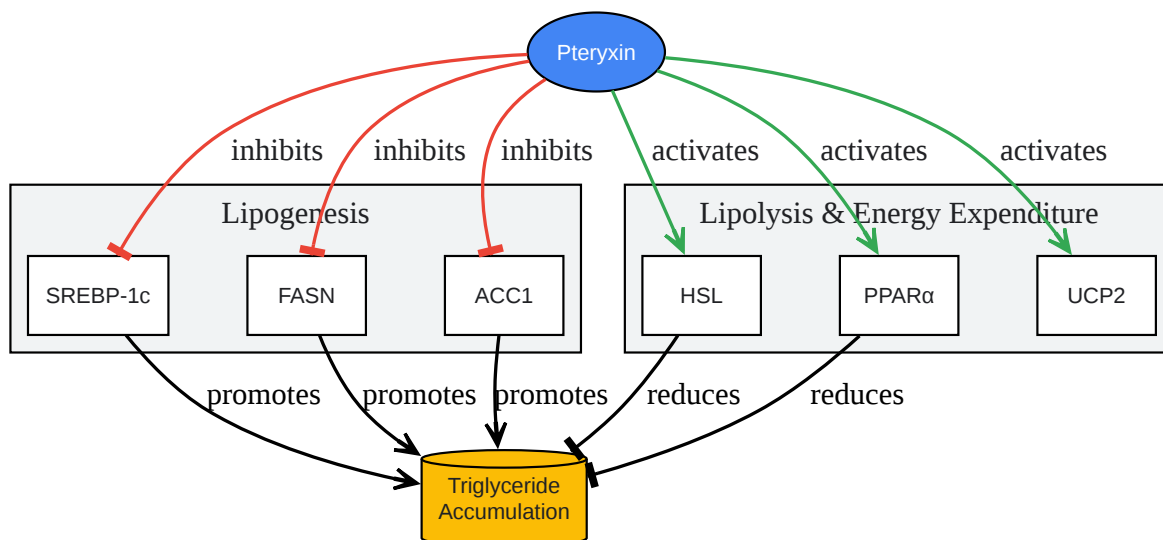 Pteryxin
inhibits inhibits inhibits activates activates activates
Lipogenesis Lipolysis & Energy Expenditure
SREBP-1c FASN ACC1 HSL PPARα UCP2
promotes promotes promotes reduces reduces
Triglyceride
Accumulation